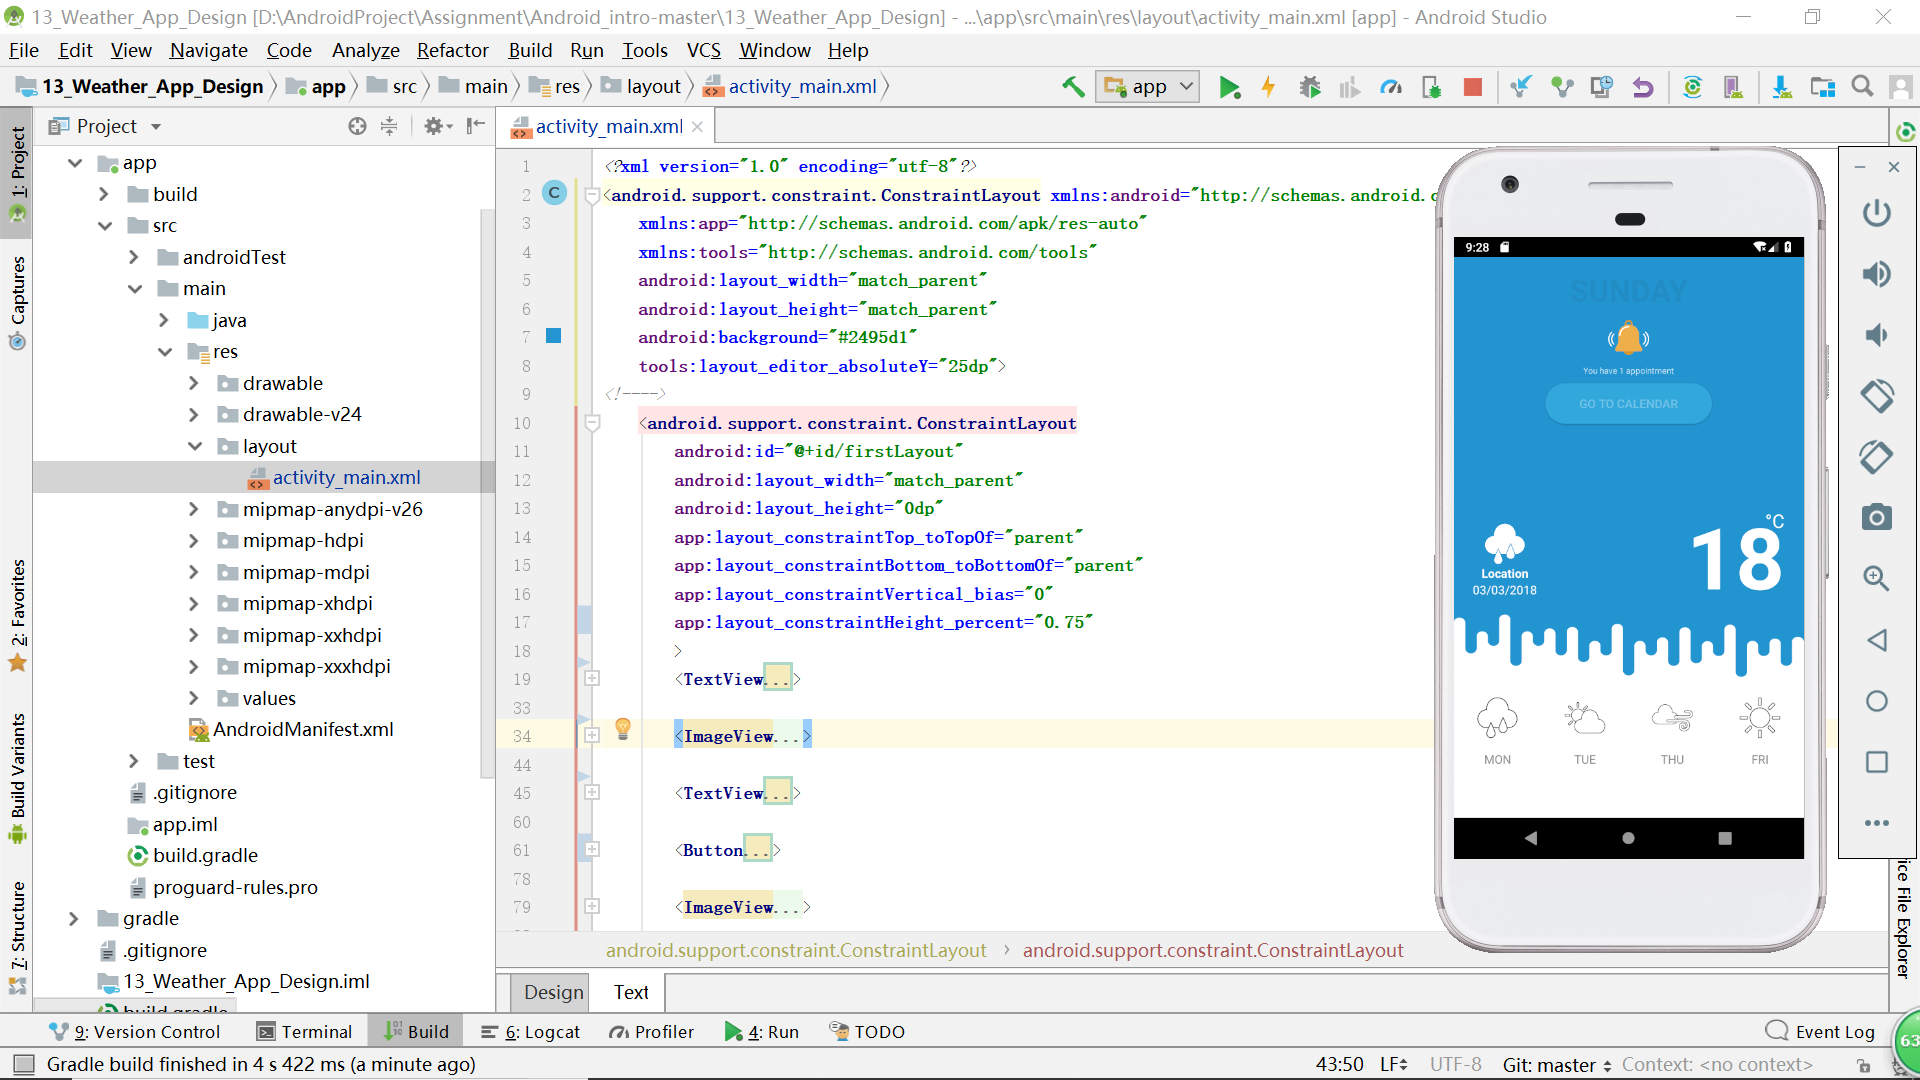 13_Weather_App_Design [D:\AndroidProject\Assignment\Android_intro-master\13_Weather_App_Design] - ...\app\src\main\res\layout\activity_main.xml [app] - Android Studio
File Edit View Navigate Code Analyze Refactor Build Run Tools VCS Window Help
13_Weather_App_Design app src main res layout activity_main.xml
app
Project
activity_main.xml
1: Project
Captures
2: Favorites
Build Variants
7: Structure
app
build
src
androidTest
main
java
res
drawable
drawable-v24
layout
activity_main.xml
mipmap-anydpi-v26
mipmap-hdpi
mipmap-mdpi
mipmap-xhdpi
mipmap-xxhdpi
mipmap-xxxhdpi
values
AndroidManifest.xml
test
.gitignore
app.iml
build.gradle
proguard-rules.pro
gradle
.gitignore
13_Weather_App_Design.iml
build.gradle
1 <?xml version="1.0" encoding="utf-8"?>
2 <android.support.constraint.ConstraintLayout xmlns:android="http://schemas.android.c
3 xmlns:app="http://schemas.android.com/apk/res-auto"
4 xmlns:tools="http://schemas.android.com/tools"
5 android:layout_width="match_parent"
6 android:layout_height="match_parent"
7 android:background="#2495d1"
8 tools:layout_editor_absoluteY="25dp">
9 <!---->
10 <android.support.constraint.ConstraintLayout
11 android:id="@+id/firstLayout"
12 android:layout_width="match_parent"
13 android:layout_height="0dp"
14 app:layout_constraintTop_toTopOf="parent"
15 app:layout_constraintBottom_toBottomOf="parent"
16 app:layout_constraintVertical_bias="0"
17 app:layout_constraintHeight_percent="0.75"
18 >
19 <TextView...>
33
34 <ImageView...>
44
45 <TextView...>
60
61 <Button...>
78
79 <ImageView...>
android.support.constraint.ConstraintLayout › android.support.constraint.ConstraintLayout
Design Text
9:28
SUNDAY
You have 1 appointment
GO TO CALENDAR
°C
18
Location
03/03/2018
MON TUE THU FRI
ice File Explorer
9: Version Control Terminal Build 6: Logcat Profiler 4: Run TODO Event Log
63
Gradle build finished in 4 s 422 ms (a minute ago) 43:50 LF UTF-8 Git: master Context: <no context>